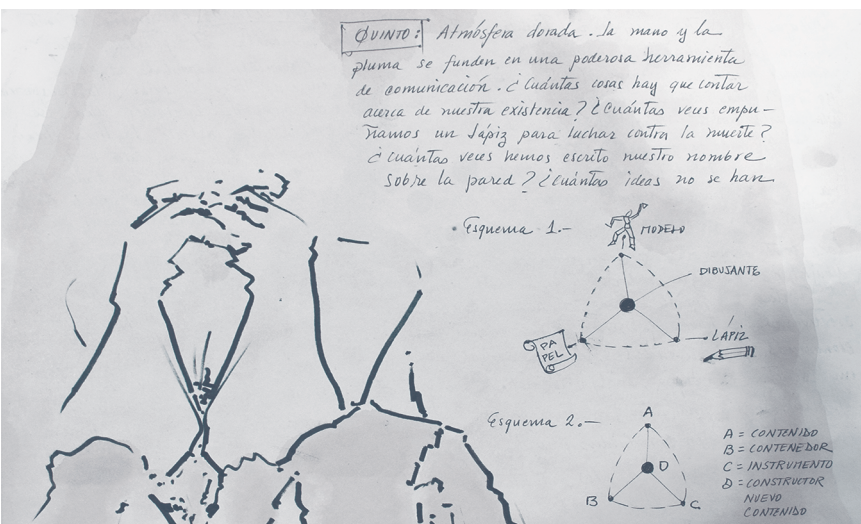 QUINTO: Atmósfera dorada. La mano y la
pluma se funden en una poderosa herramienta
de comunicación. ¿Cuántas cosas hay que contar
acerca de nuestra existencia? ¿Cuántas veces empu-
ñamos un lápiz para luchar contra la muerte?
¿Cuántas veces hemos escrito nuestro nombre
sobre la pared? ¿Cuántas ideas no se han
Esquema 1.-
MODELO
DIBUJANTE
LÁPIZ
PA
PEL
Esquema 2.-
A
B
C
D
A = CONTENIDO
B = CONTENEDOR
C = INSTRUMENTO
D = CONSTRUCTOR
NUEVO
CONTENIDO